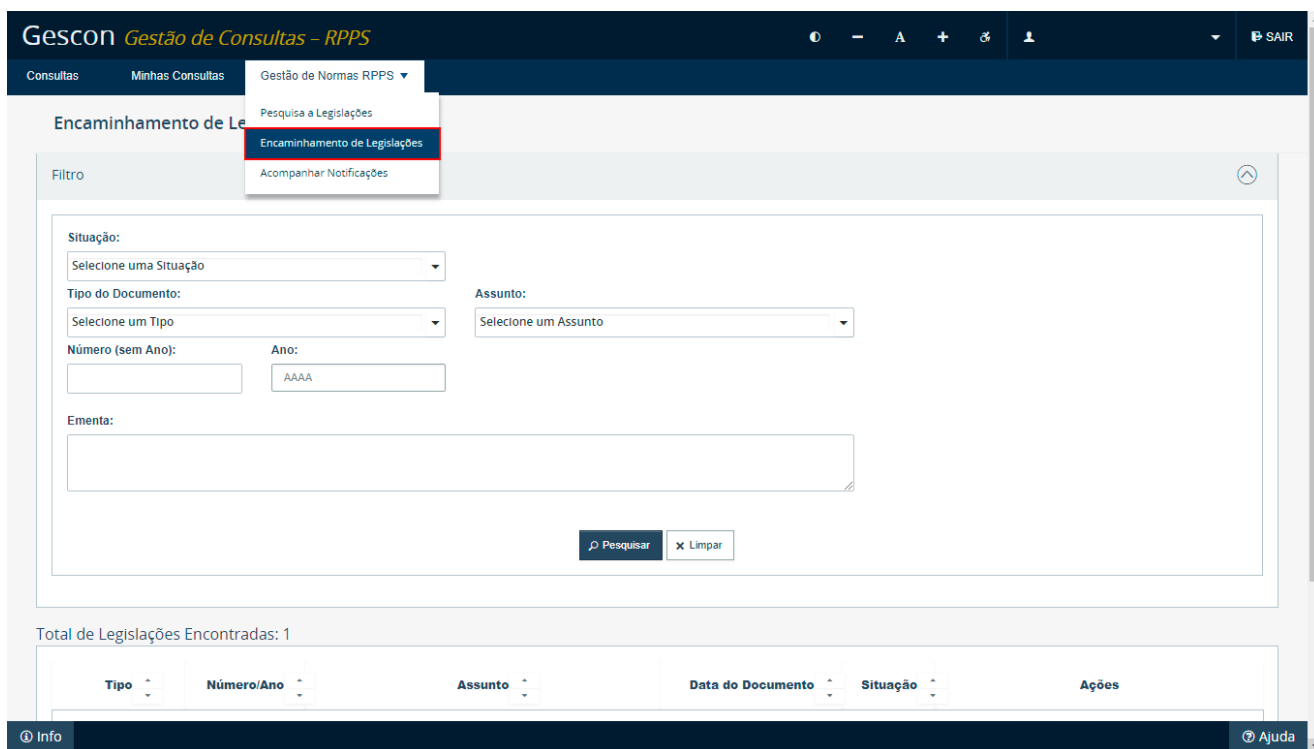 Gescon Gestão de Consultas – RPPS A SAIR
Consultas Minhas Consultas Gestão de Normas RPPS
Pesquisa a Legislações
Encaminhamento de Le
Encaminhamento de Legislações
Filtro
Acompanhar Notificações
Situação:
Selecione uma Situação
Tipo do Documento: Assunto:
Selecione um Tipo Selecione um Assunto
Número (sem Ano): Ano:
AAAA
Ementa:
Pesquisar Limpar
Total de Legislações Encontradas: 1
Tipo Número/Ano Assunto Data do Documento Situação Ações
Info Ajuda